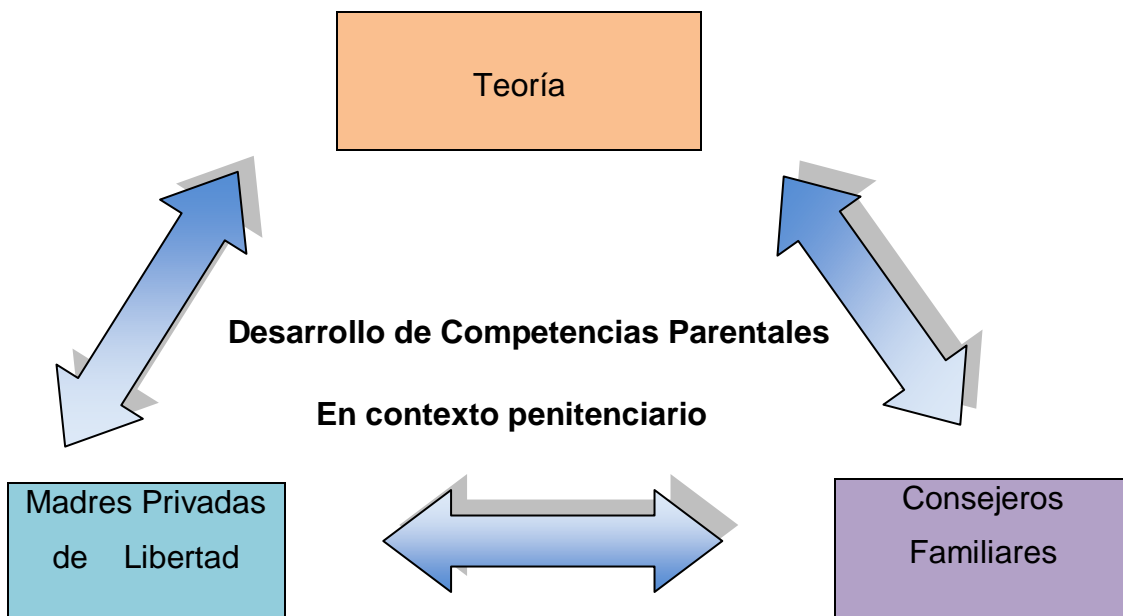 Teoría
Desarrollo de Competencias Parentales
En contexto penitenciario
Madres Privadas
de Libertad
Consejeros
Familiares